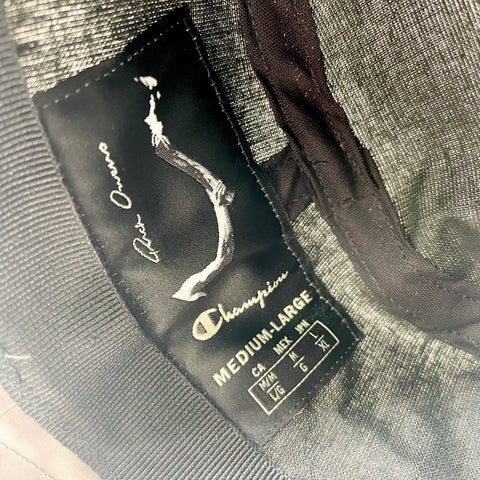 Rick Owens
Champion
MEDIUM-LARGE
CA MEX JPN
M/M M L
L/G G XL